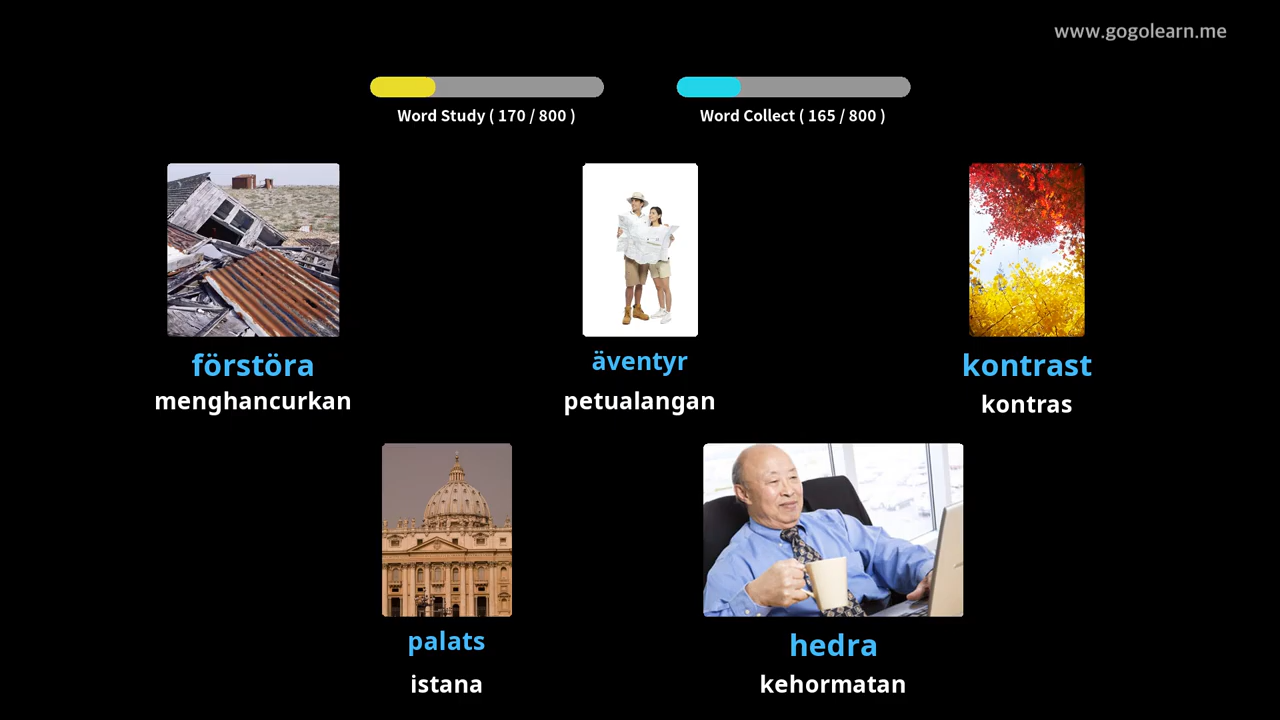 www.gogolearn.me
Word Study ( 170 / 800 )
Word Collect ( 165 / 800 )
förstöra
menghancurkan
äventyr
petualangan
kontrast
kontras
palats
istana
hedra
kehormatan